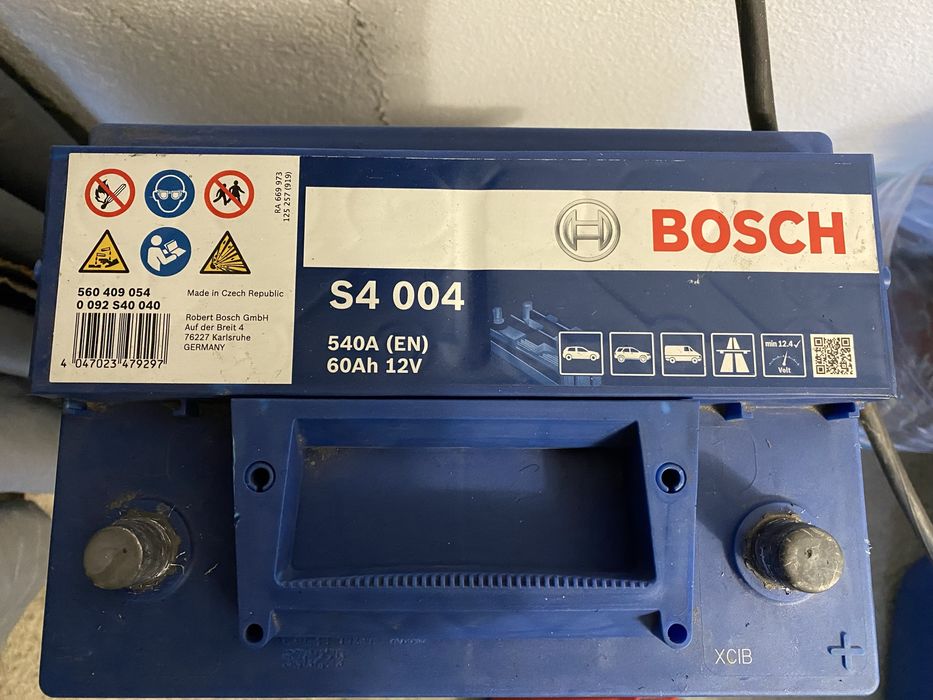 RA 669 973
125 257 (919)
560 409 054
0 092 S40 040
Made in Czech Republic
Robert Bosch GmbH
Auf der Breit 4
76227 Karlsruhe
GERMANY
4 047023 479297
BOSCH
S4 004
540A (EN)
60Ah 12V
min 12.4 ✓
Volt
XCIB
+